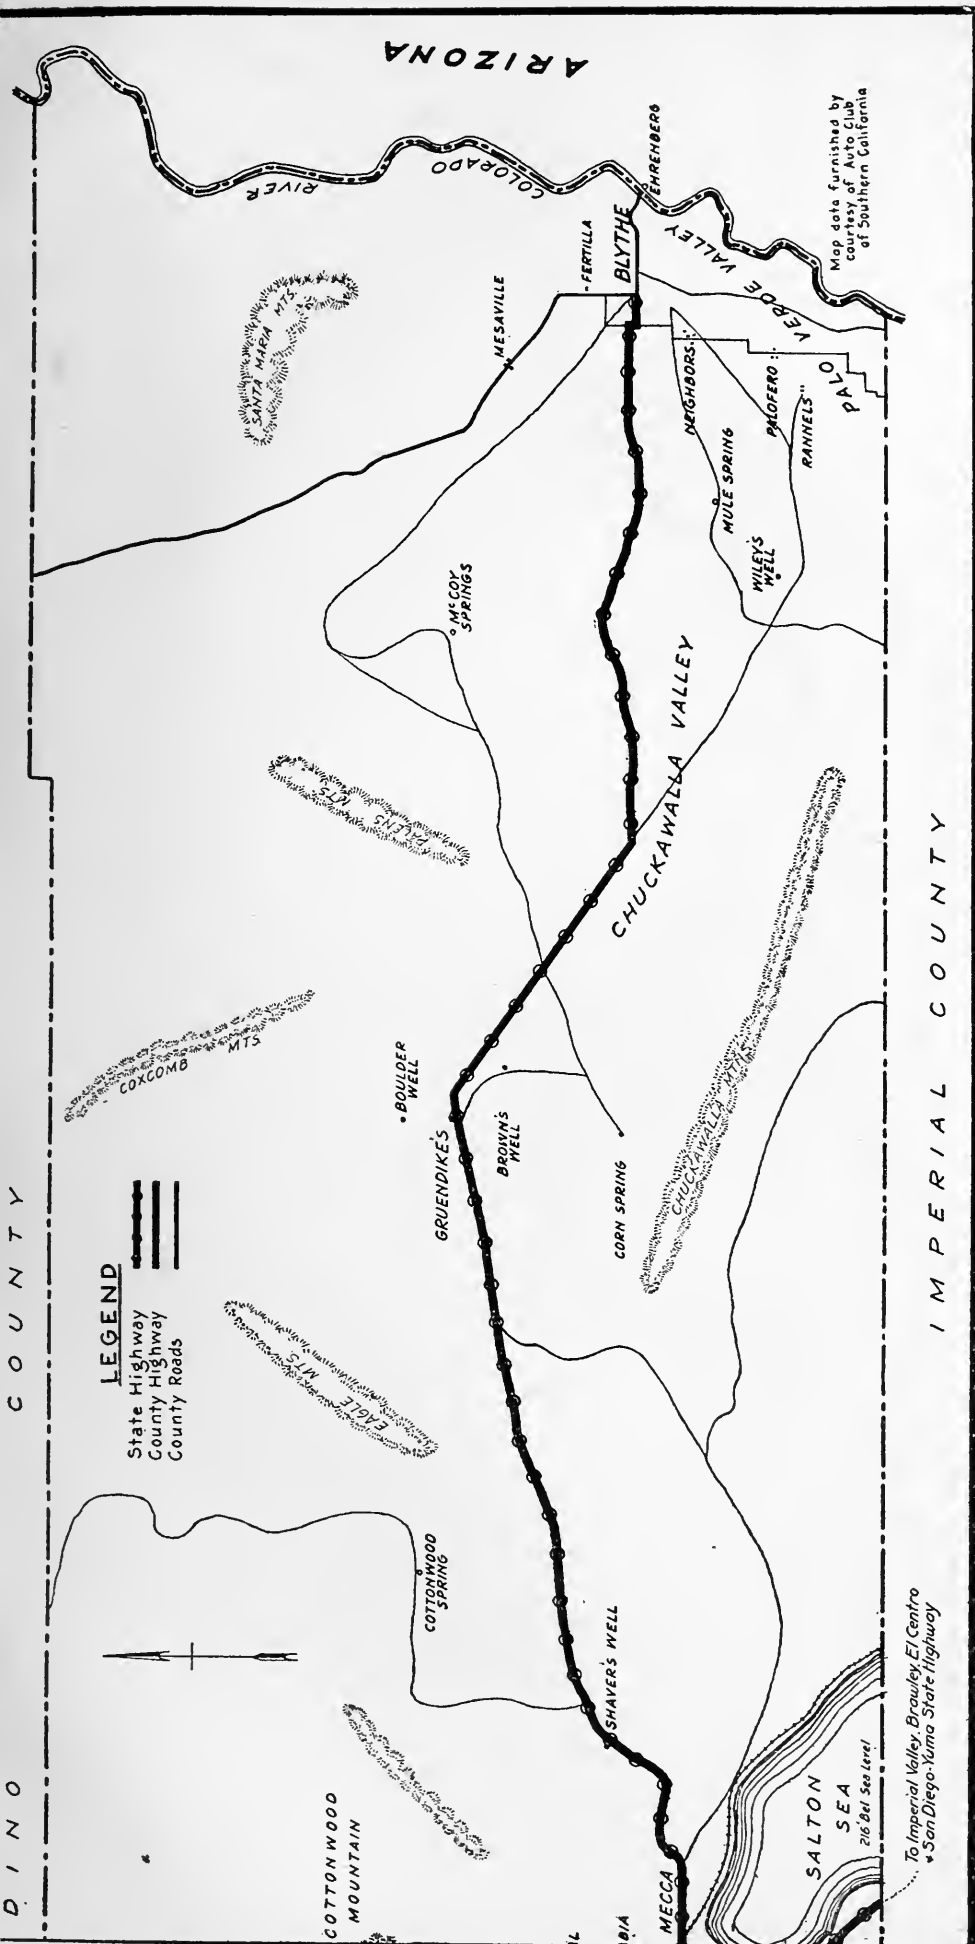 DINO COUNTY
ARIZONA
COLORADO
RIVER
SANTA MARIA MTS.
MESAVILLE
FERTILLA
BLYTHE
EHREHBERG
Map data furnished by
courtesy of Auto Club
of Southern California
PALO VERDE VALLEY
NEIGHBORS
PALOFERO
RANNELS
MULE SPRING
WILEY'S
WELL
McCOY
SPRINGS
PALENS
MTS.
CHUCKAWALLA VALLEY
COXCOMB
MTS.
BOULDER
WELL
GRUENDIKE'S
BROWN'S
WELL
CORN SPRING
CHUCKAWALLA MTNS.
LEGEND
State Highway
County Highway
County Roads
EAGLE
MTS.
COTTONWOOD
SPRING
SHAVER'S WELL
COTTONWOOD
MOUNTAIN
MECCA
SALTON
SEA
216' Bel Sea Level
IMPERIAL COUNTY
To Imperial Valley, Brawley, El Centro
& San Diego-Yuma State Highway